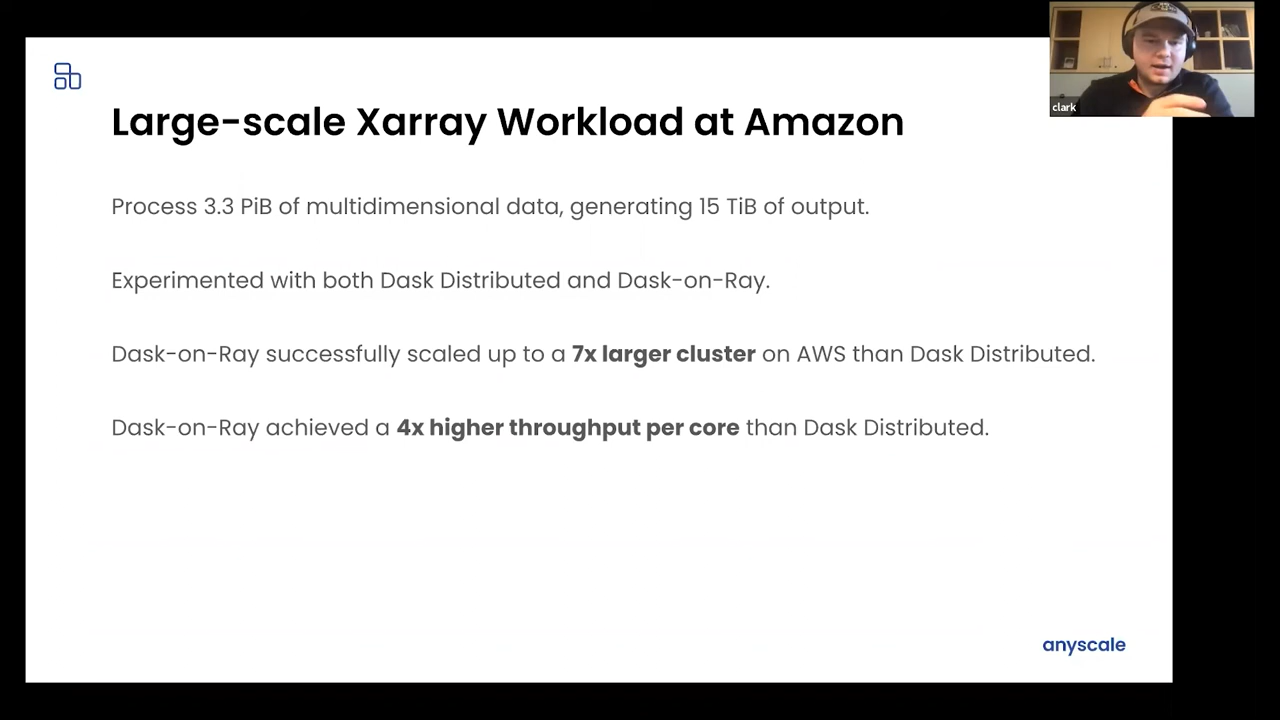 clark
Large-scale Xarray Workload at Amazon
Process 3.3 PiB of multidimensional data, generating 15 TiB of output.
Experimented with both Dask Distributed and Dask-on-Ray.
Dask-on-Ray successfully scaled up to a 7x larger cluster on AWS than Dask Distributed.
Dask-on-Ray achieved a 4x higher throughput per core than Dask Distributed.
anyscale